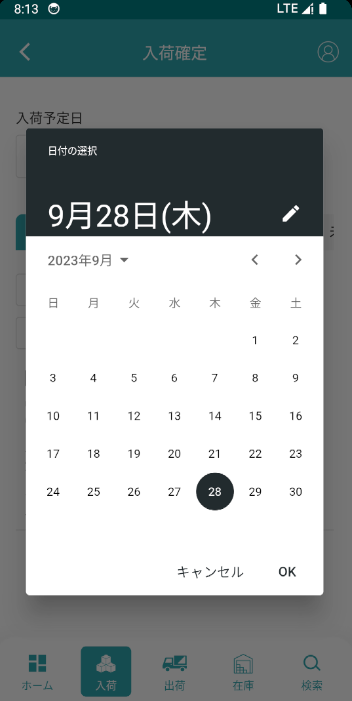 8:13 LTE
入荷確定
入荷予定日
日付の選択
9月28日(木)
2023年9月
日 月 火 水 木 金 土
1 2
3 4 5 6 7 8 9
10 11 12 13 14 15 16
17 18 19 20 21 22 23
24 25 26 27 28 29 30
キャンセル OK
ホーム 入荷 出荷 在庫 検索